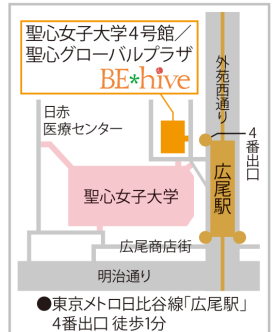 聖心女子大学4号館／
聖心グローバルプラザ
BE*hive
日赤
医療センター
外苑西通り
4番出口
広尾駅
聖心女子大学
広尾商店街
明治通り
●東京メトロ日比谷線「広尾駅」
4番出口 徒歩1分